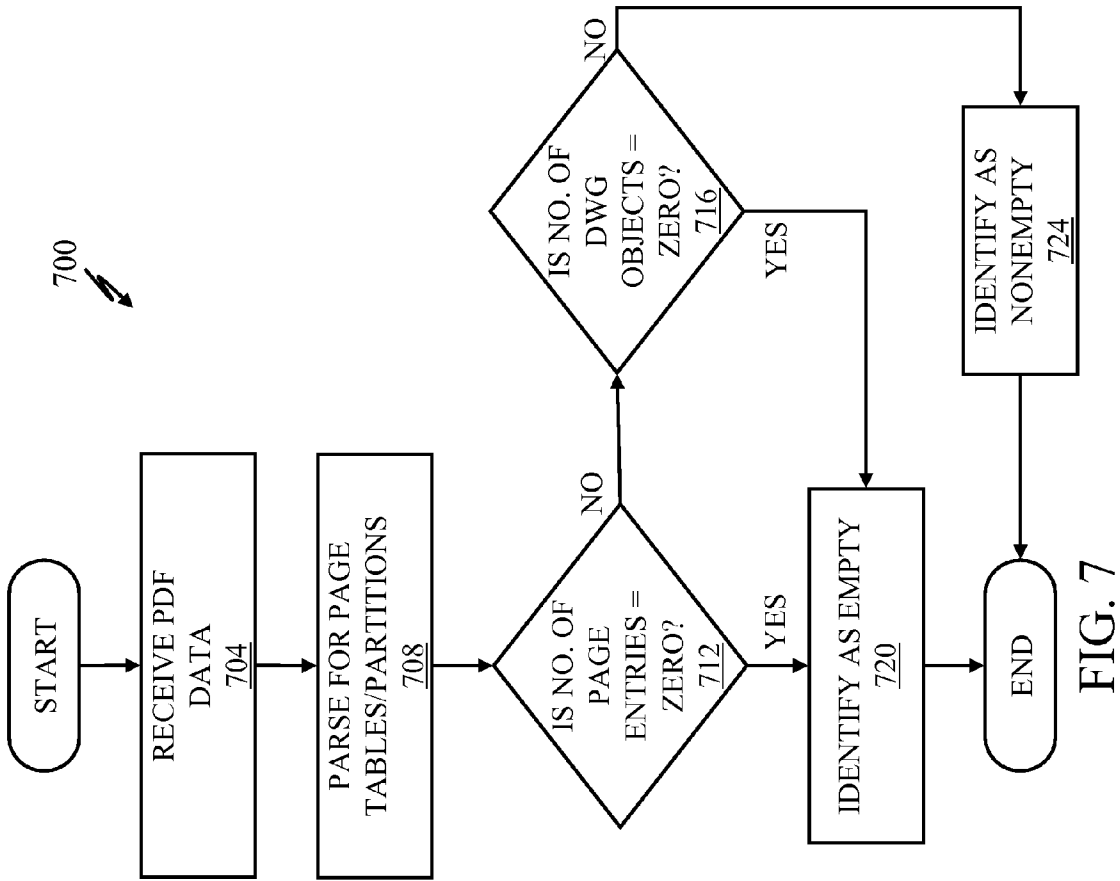 700
START
RECEIVE PDF
DATA
704
PARSE FOR PAGE
TABLES/PARTITIONS
708
IS NO. OF
PAGE
ENTRIES =
ZERO?
712
NO
YES
IS NO. OF
DWG
OBJECTS =
ZERO?
716
NO
YES
IDENTIFY AS EMPTY
720
IDENTIFY AS
NONEMPTY
724
END
FIG. 7